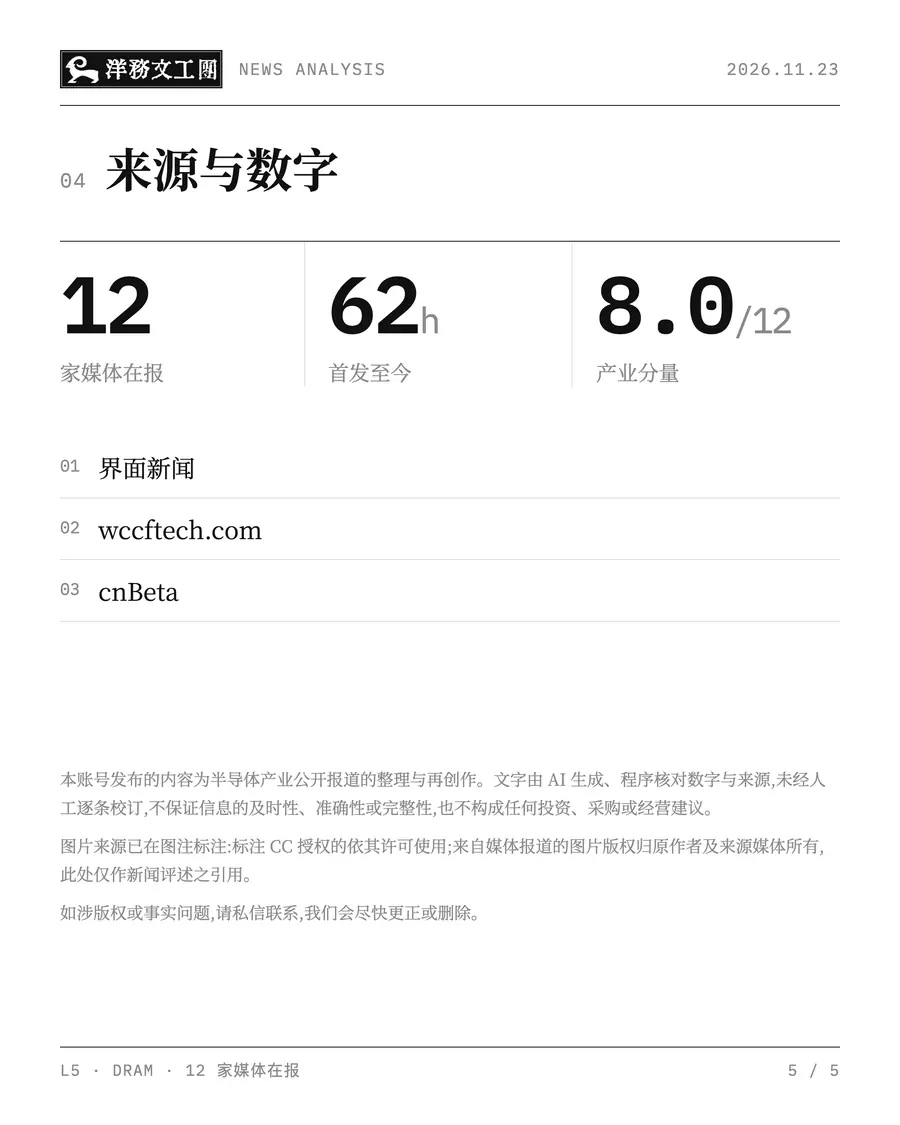 洋務文工團 NEWS ANALYSIS 2026.11.23
04 来源与数字
12 62h 8.0/12
家媒体在报 首发至今 产业分量
01 界面新闻
02 wccftech.com
03 cnBeta
本账号发布的内容为半导体产业公开报道的整理与再创作。文字由 AI 生成、程序核对数字与来源,未经人
工逐条校订,不保证信息的及时性、准确性或完整性,也不构成任何投资、采购或经营建议。
图片来源已在图注标注:标注 CC 授权的依其许可使用;来自媒体报道的图片版权归原作者及来源媒体所有,
此处仅作新闻评述之引用。
如涉版权或事实问题,请私信联系,我们会尽快更正或删除。
L5 · DRAM · 12 家媒体在报 5 / 5